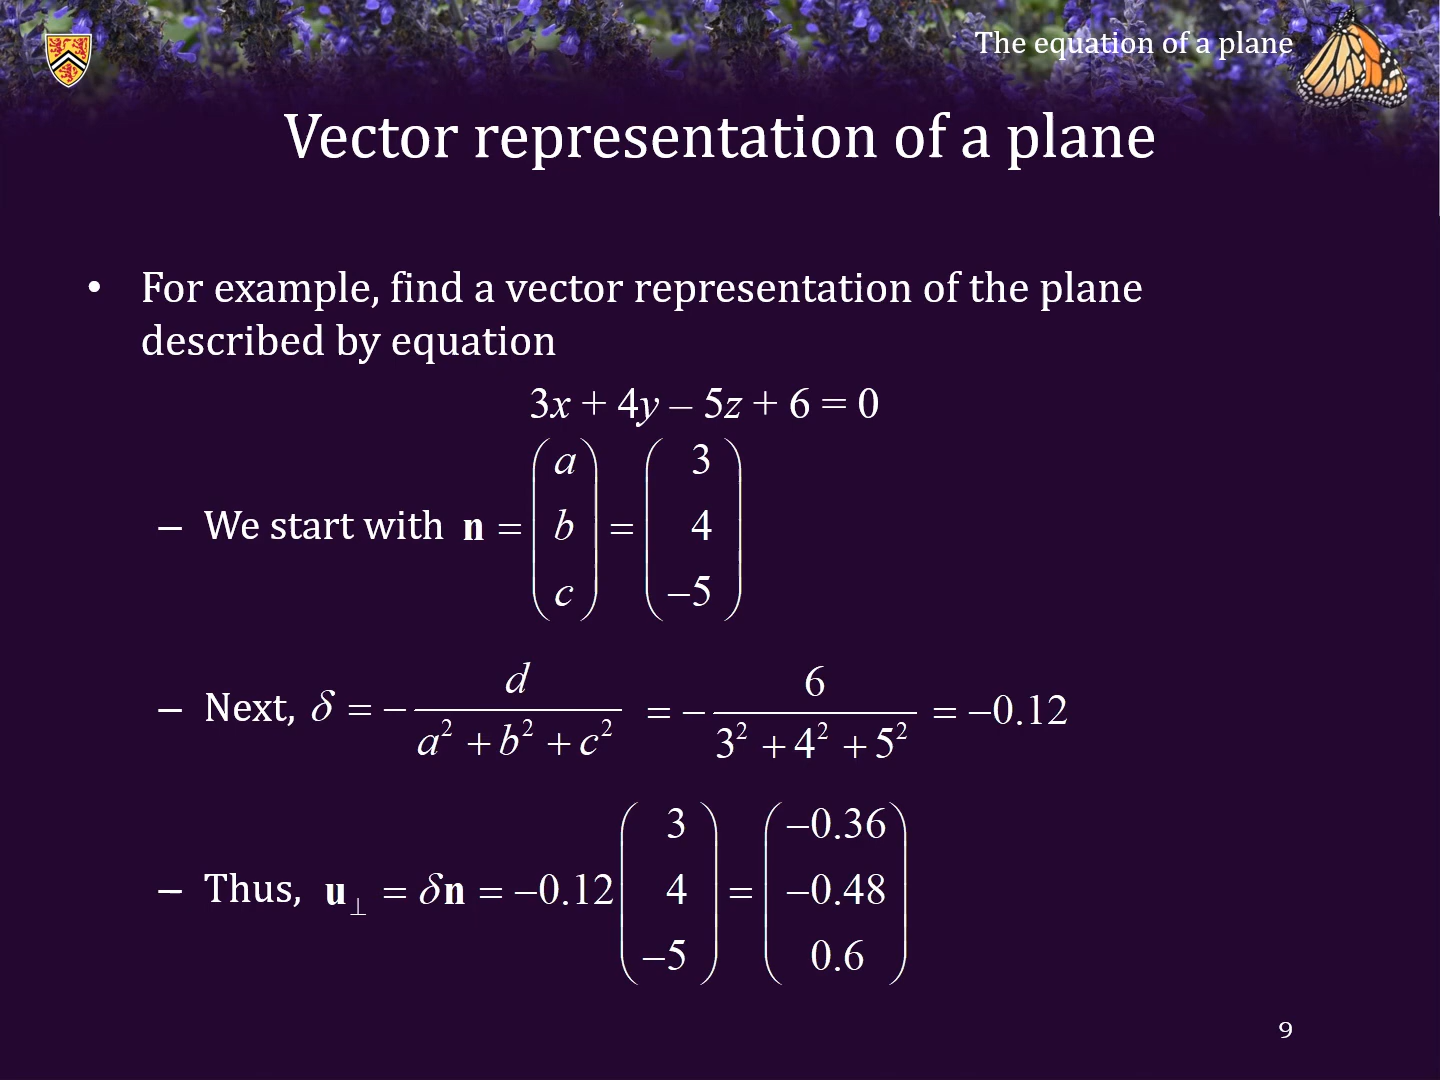 The equation of a plane
Vector representation of a plane
• For example, find a vector representation of the plane
described by equation
3x + 4y – 5z + 6 = 0
– We start with n = (a b c) = (3 4 −5)
– Next, δ = − d / (a² + b² + c²) = − 6 / (3² + 4² + 5²) = −0.12
– Thus, u⊥ = δn = −0.12 (3 4 −5) = (−0.36 −0.48 0.6)
9